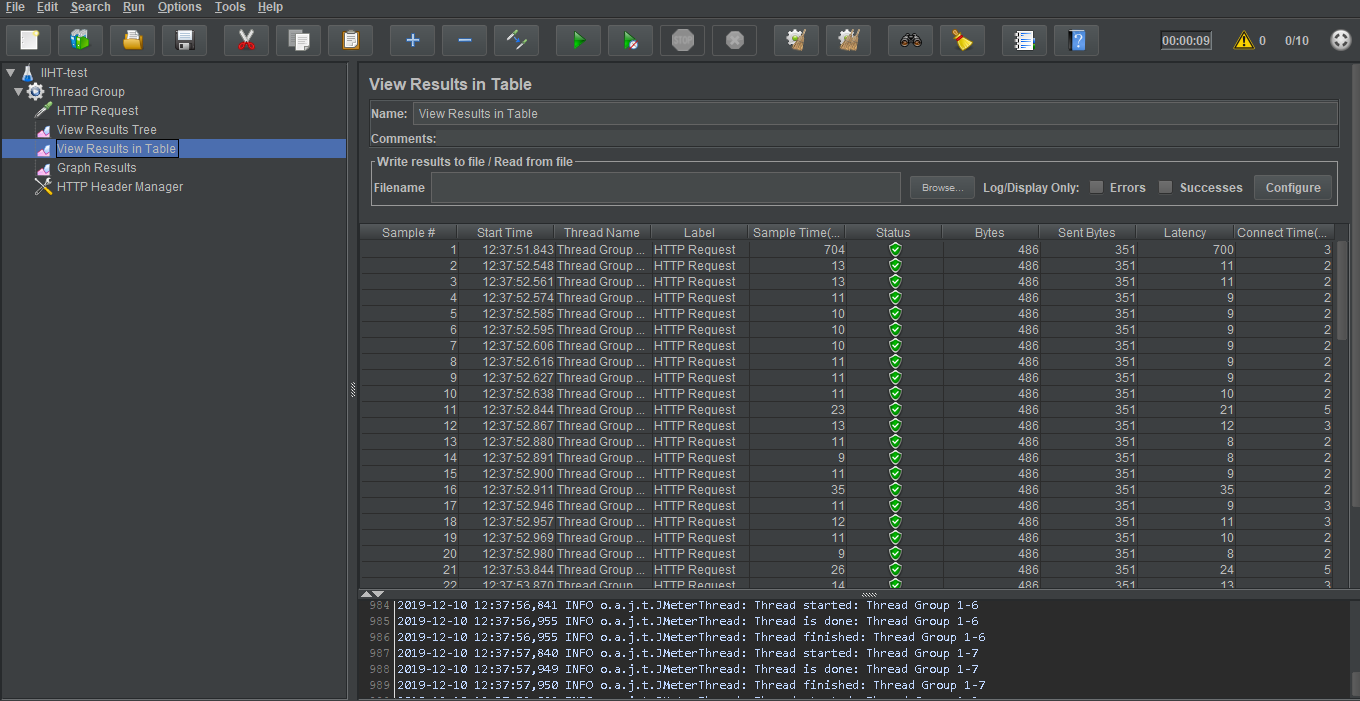 File Edit Search Run Options Tools Help
STOP ? 00:00:09 0 0/10
IIHT-test
Thread Group
HTTP Request
View Results Tree
View Results in Table
Graph Results
HTTP Header Manager
View Results in Table
Name: View Results in Table
Comments:
Write results to file / Read from file
Filename Browse... Log/Display Only: Errors Successes Configure
Sample # Start Time Thread Name Label Sample Time(... Status Bytes Sent Bytes Latency Connect Time(...
1 12:37:51.843 Thread Group ... HTTP Request 704 486 351 700 3
2 12:37:52.548 Thread Group ... HTTP Request 13 486 351 11 2
3 12:37:52.561 Thread Group ... HTTP Request 13 486 351 11 2
4 12:37:52.574 Thread Group ... HTTP Request 11 486 351 9 2
5 12:37:52.585 Thread Group ... HTTP Request 10 486 351 9 2
6 12:37:52.595 Thread Group ... HTTP Request 10 486 351 9 2
7 12:37:52.606 Thread Group ... HTTP Request 10 486 351 9 2
8 12:37:52.616 Thread Group ... HTTP Request 11 486 351 9 2
9 12:37:52.627 Thread Group ... HTTP Request 11 486 351 9 2
10 12:37:52.638 Thread Group ... HTTP Request 11 486 351 10 2
11 12:37:52.844 Thread Group ... HTTP Request 23 486 351 21 5
12 12:37:52.867 Thread Group ... HTTP Request 13 486 351 12 3
13 12:37:52.880 Thread Group ... HTTP Request 11 486 351 8 2
14 12:37:52.891 Thread Group ... HTTP Request 9 486 351 8 2
15 12:37:52.900 Thread Group ... HTTP Request 11 486 351 9 2
16 12:37:52.911 Thread Group ... HTTP Request 35 486 351 35 2
17 12:37:52.946 Thread Group ... HTTP Request 11 486 351 9 3
18 12:37:52.957 Thread Group ... HTTP Request 12 486 351 11 3
19 12:37:52.969 Thread Group ... HTTP Request 11 486 351 10 2
20 12:37:52.980 Thread Group ... HTTP Request 9 486 351 8 2
21 12:37:53.844 Thread Group ... HTTP Request 26 486 351 24 5
22 12:37:53.870 Thread Group ... HTTP Request 14 486 351 13 3
984 2019-12-10 12:37:56,841 INFO o.a.j.t.JMeterThread: Thread started: Thread Group 1-6
985 2019-12-10 12:37:56,955 INFO o.a.j.t.JMeterThread: Thread is done: Thread Group 1-6
986 2019-12-10 12:37:56,955 INFO o.a.j.t.JMeterThread: Thread finished: Thread Group 1-6
987 2019-12-10 12:37:57,840 INFO o.a.j.t.JMeterThread: Thread started: Thread Group 1-7
988 2019-12-10 12:37:57,949 INFO o.a.j.t.JMeterThread: Thread is done: Thread Group 1-7
989 2019-12-10 12:37:57,950 INFO o.a.j.t.JMeterThread: Thread finished: Thread Group 1-7